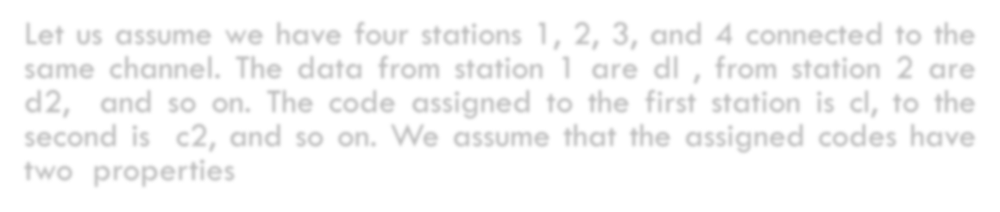 Let us assume we have four stations 1, 2, 3, and 4 connected to the
same channel. The data from station 1 are dl , from station 2 are
d2, and so on. The code assigned to the first station is cl, to the
second is c2, and so on. We assume that the assigned codes have
two properties